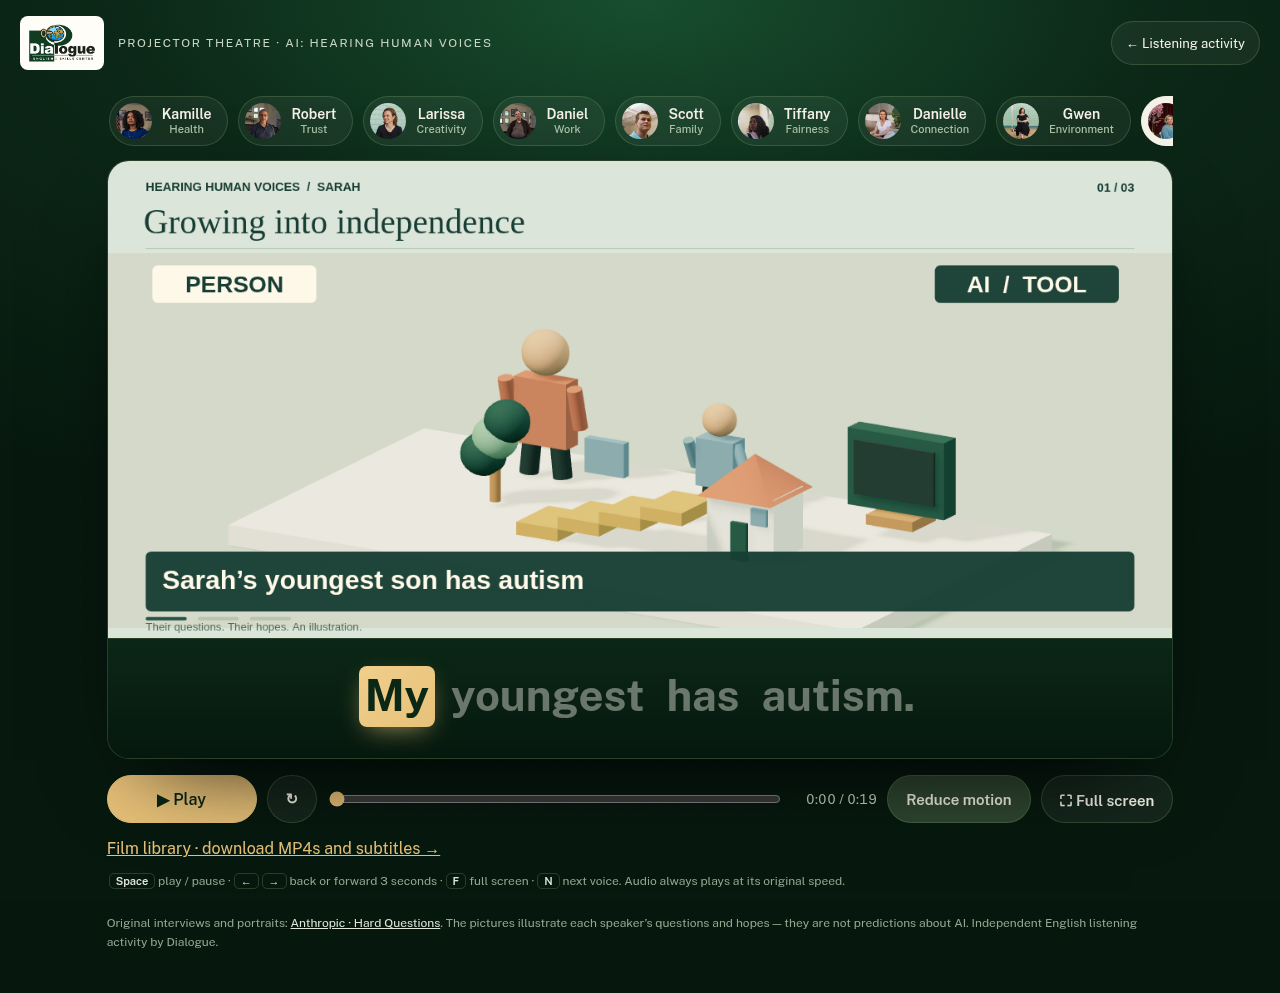 Dialogue
ENGLISH SKILLS CENTER
PROJECTOR THEATRE · AI: HEARING HUMAN VOICES
← Listening activity
Kamille
Health
Robert
Trust
Larissa
Creativity
Daniel
Work
Scott
Family
Tiffany
Fairness
Danielle
Connection
Gwen
Environment
HEARING HUMAN VOICES / SARAH
01 / 03
Growing into independence
PERSON
AI / TOOL
Sarah’s youngest son has autism
Their questions. Their hopes. An illustration.
My youngest has autism.
▶ Play
↻
0:00 / 0:19
Reduce motion
⛶ Full screen
Film library · download MP4s and subtitles →
Space play / pause · ← → back or forward 3 seconds · F full screen · N next voice. Audio always plays at its original speed.
Original interviews and portraits: Anthropic · Hard Questions. The pictures illustrate each speaker’s questions and hopes — they are not predictions about AI. Independent English listening
activity by Dialogue.